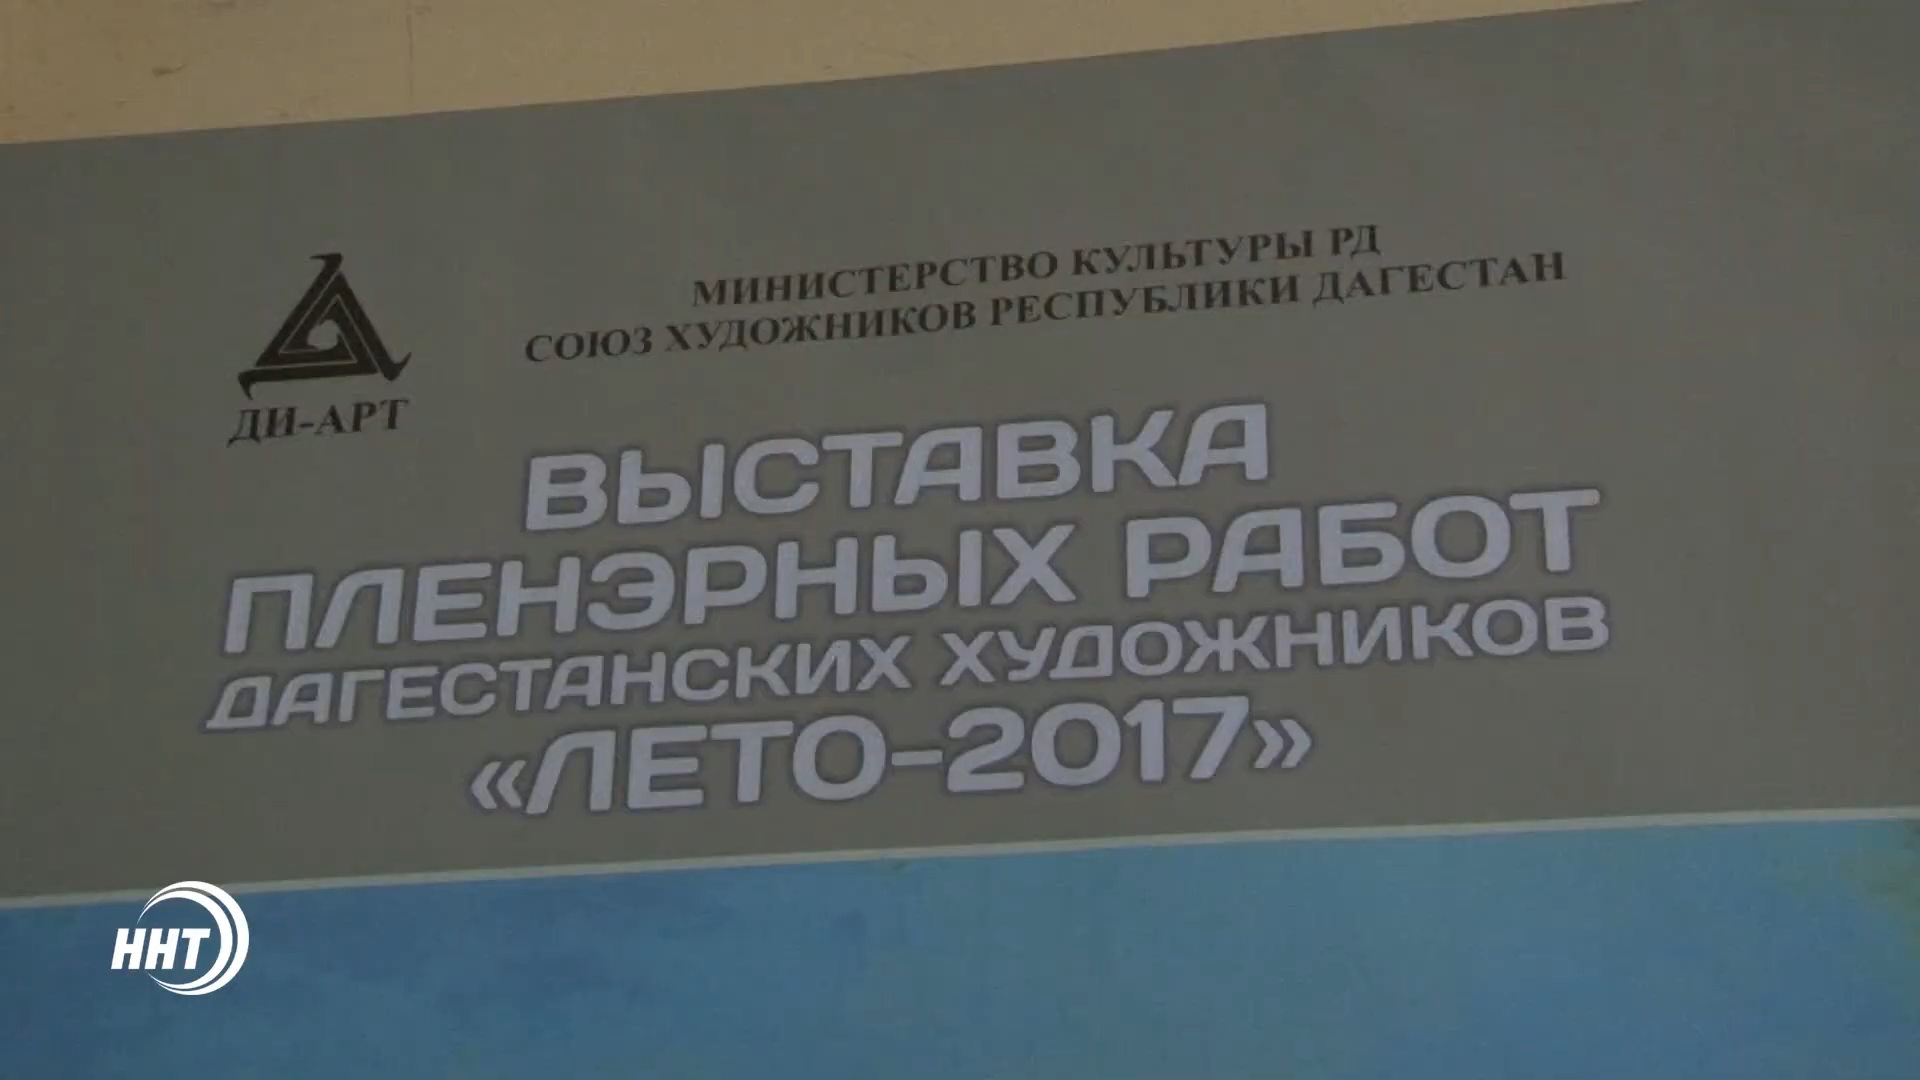 МИНИСТЕРСТВО КУЛЬТУРЫ РД
СОЮЗ ХУДОЖНИКОВ РЕСПУБЛИКИ ДАГЕСТАН
ДИ-АРТ
ВЫСТАВКА
ПЛЕНЭРНЫХ РАБОТ
ДАГЕСТАНСКИХ ХУДОЖНИКОВ
«ЛЕТО-2017»
ННТ